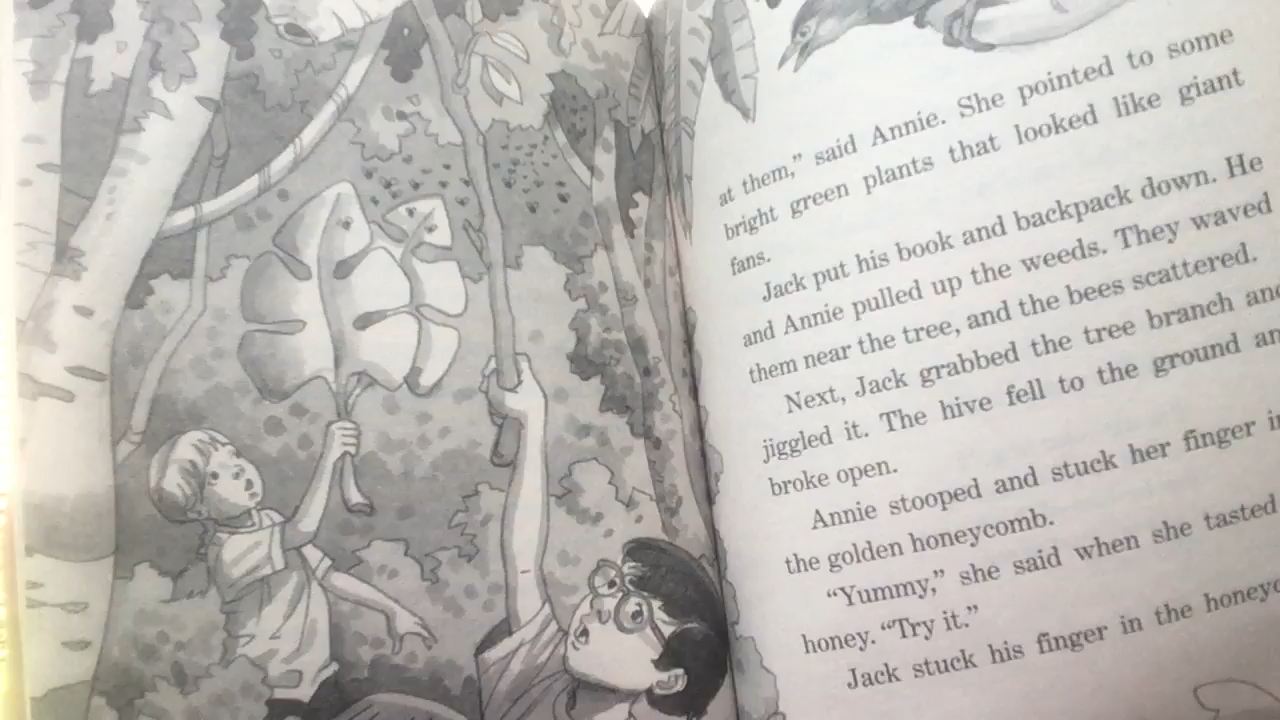 at them,” said Annie. She pointed to some
bright green plants that looked like giant
fans.
Jack put his book and backpack down. He
and Annie pulled up the weeds. They waved
them near the tree, and the bees scattered.
Next, Jack grabbed the tree branch and
jiggled it. The hive fell to the ground an
broke open.
Annie stooped and stuck her finger i
the golden honeycomb.
“Yummy,” she said when she tasted
honey. “Try it.”
Jack stuck his finger in the honeyc